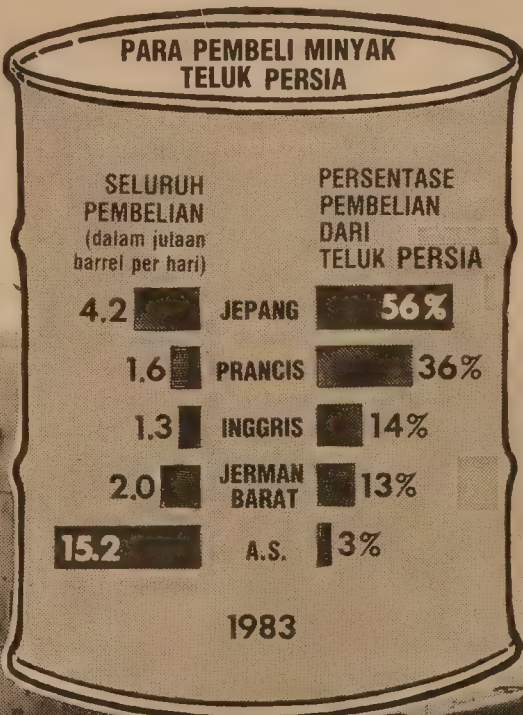 PARA PEMBELI MINYAK
TELUK PERSIA
SELURUH
PEMBELIAN
(dalam jutaan
barrel per hari)
PERSENTASE
PEMBELIAN
DARI
TELUK PERSIA
4.2 JEPANG 56%
1.6 PRANCIS 36%
1.3 INGGRIS 14%
2.0 JERMAN
BARAT 13%
15.2 A.S. 3%
1983